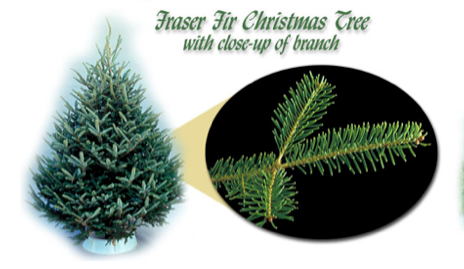 Fraser Fir Christmas Tree
with close-up of branch